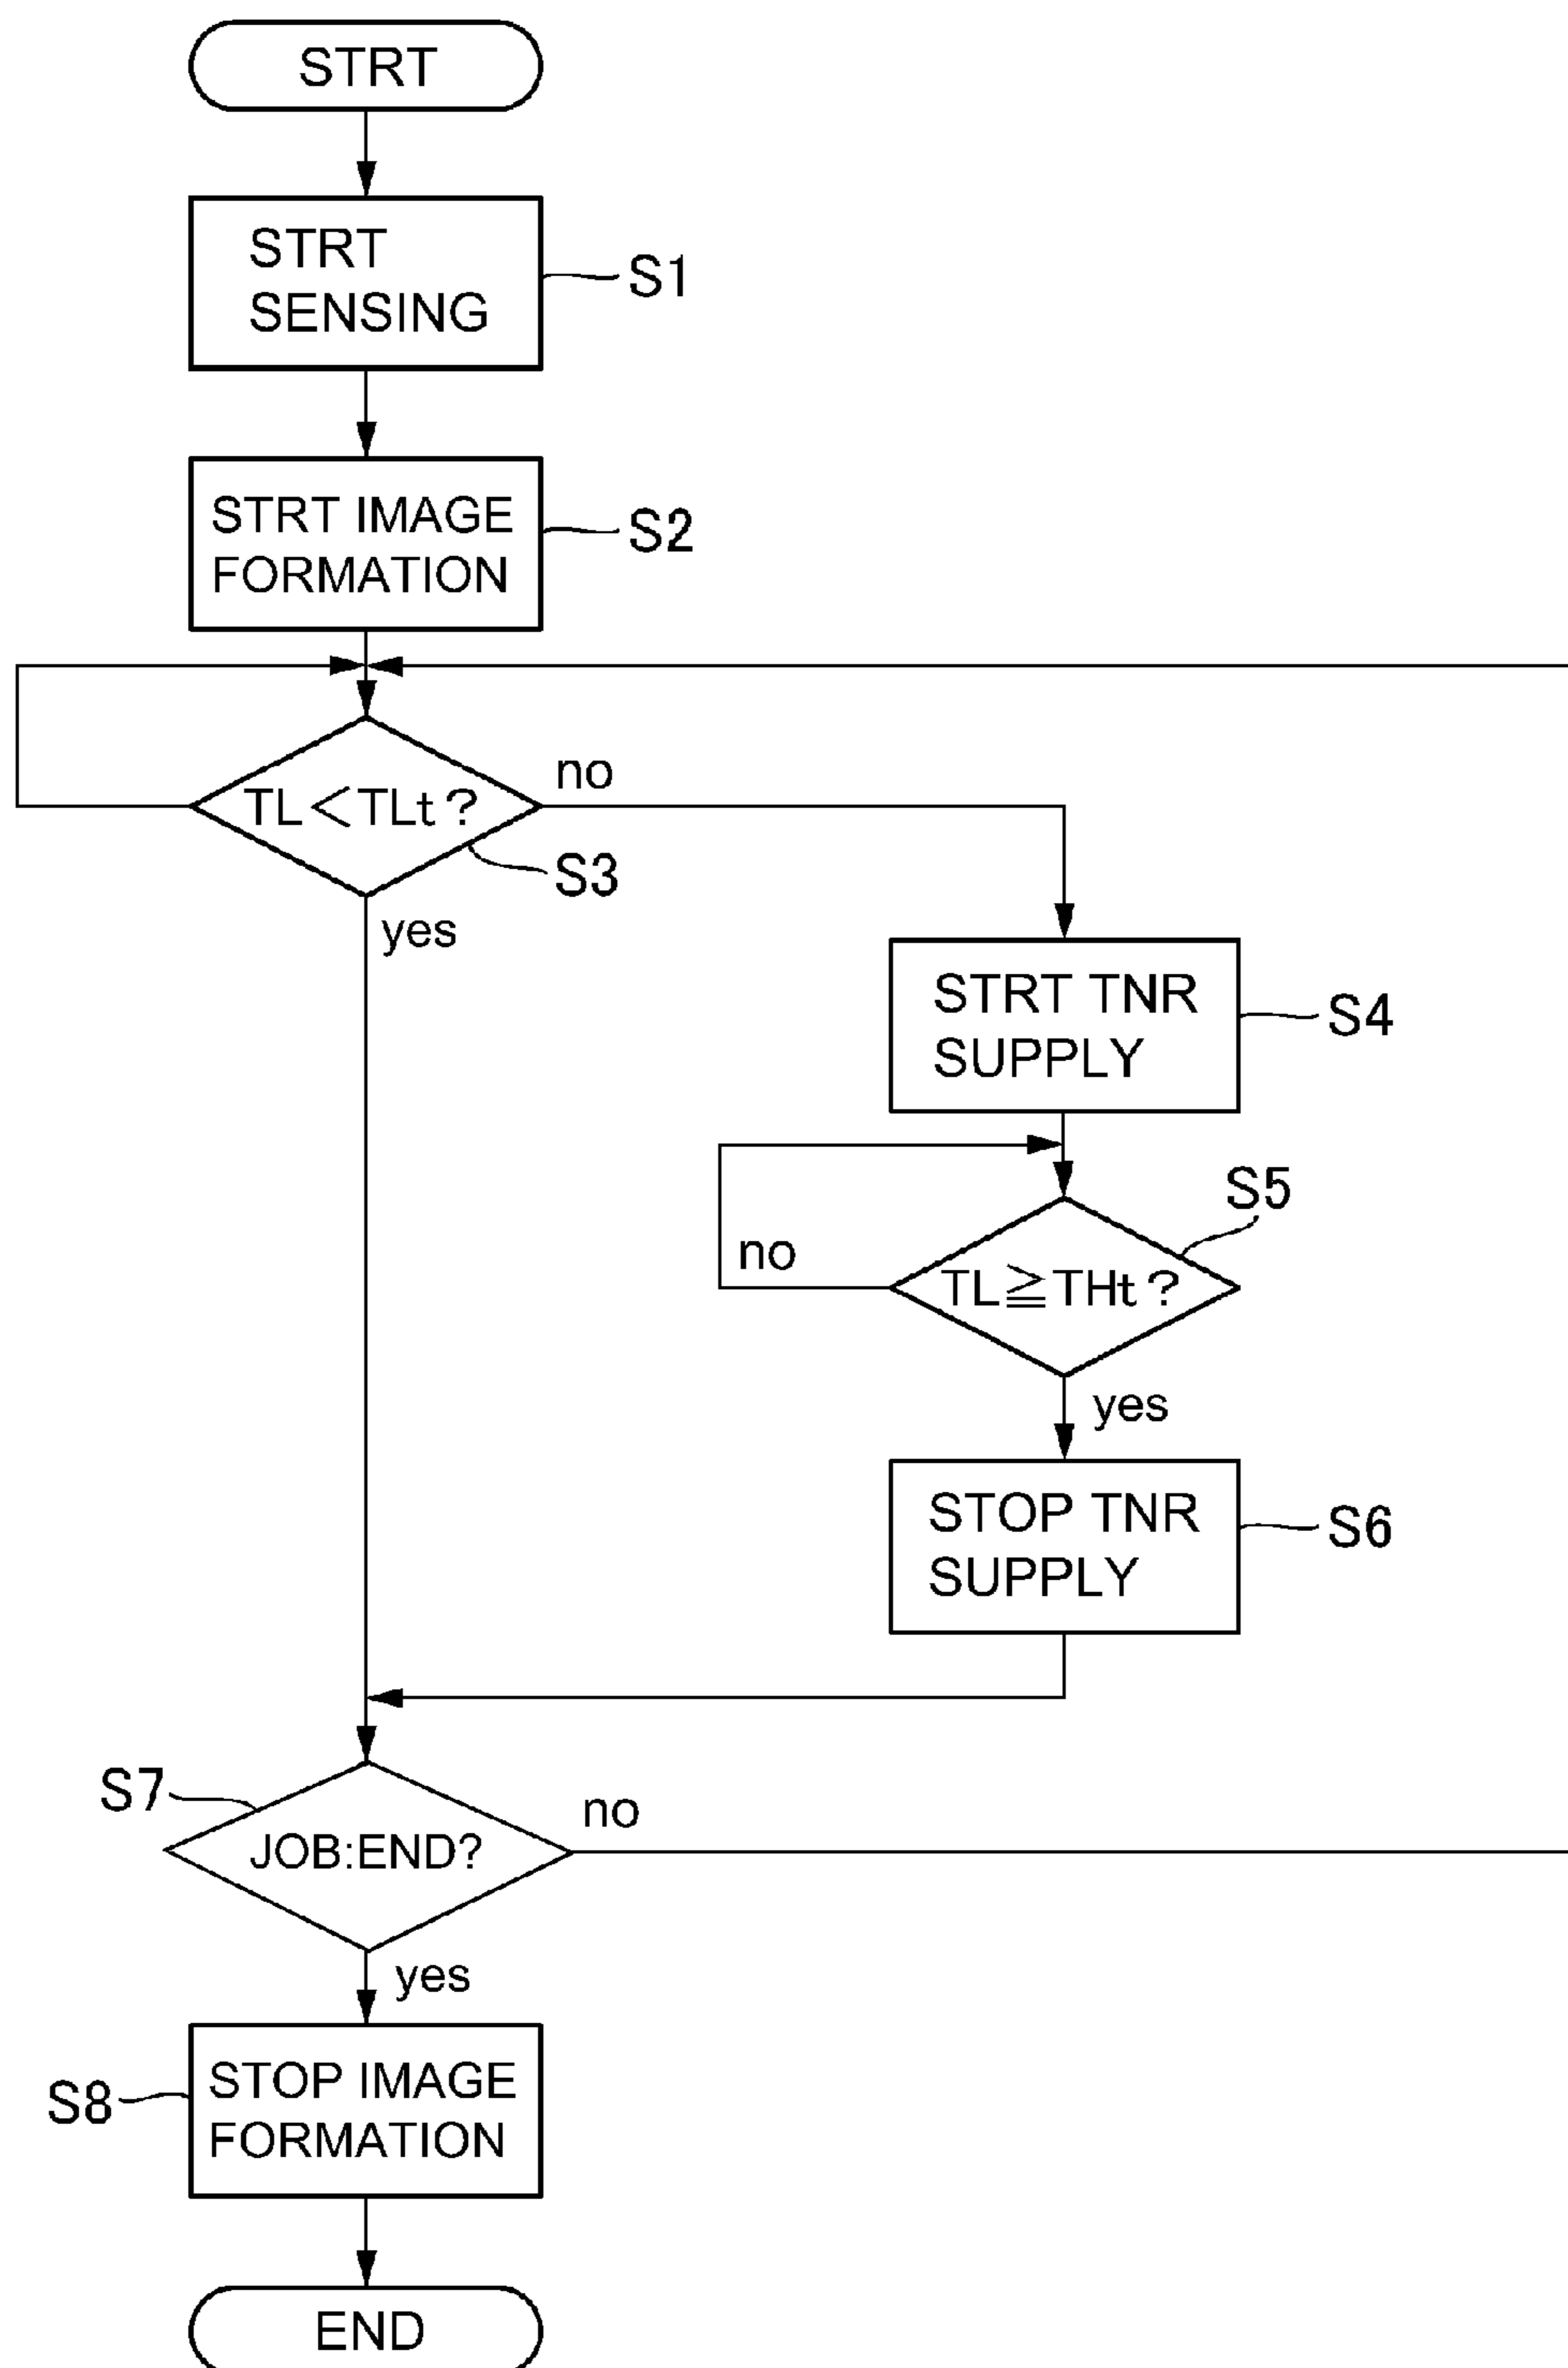 STRT
STRT
SENSING
S1
STRT IMAGE
FORMATION
S2
TL<TLt?
no
S3
yes
STRT TNR
SUPPLY
S4
S5
no
TL≧THt?
yes
STOP TNR
SUPPLY
S6
S7
JOB:END?
no
yes
STOP IMAGE
FORMATION
S8
END